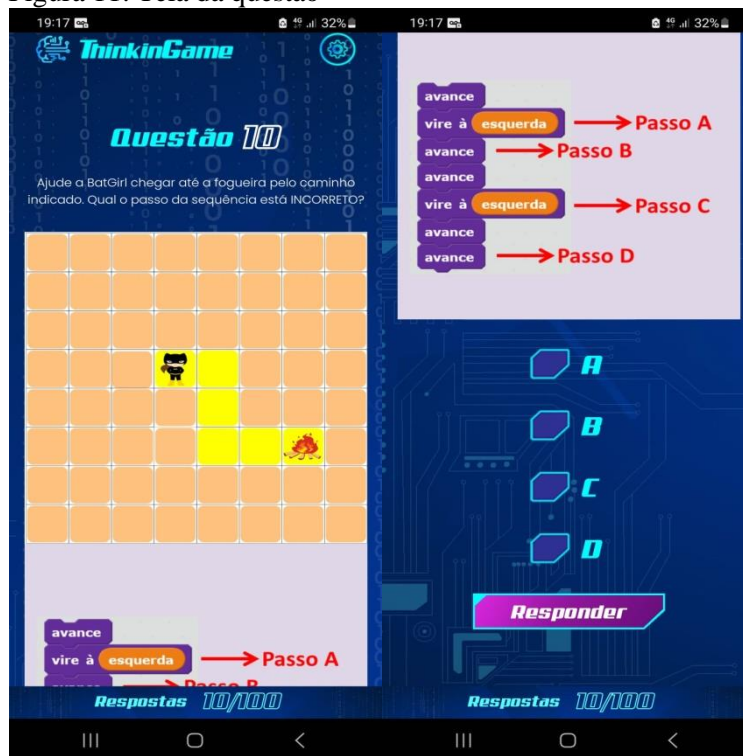 Figura 11: Tela da questão
19:17
4G
32%
ThinkinGame
Questão 10
Ajude a BatGirl chegar até a fogueira pelo caminho
indicado. Qual o passo da sequência está INCORRETO?
avance
vire à esquerda → Passo A
Respostas 10/100
19:17
4G
32%
avance
vire à esquerda → Passo A
avance → Passo B
avance
vire à esquerda → Passo C
avance
avance → Passo D
A
B
C
D
Responder
Respostas 10/100